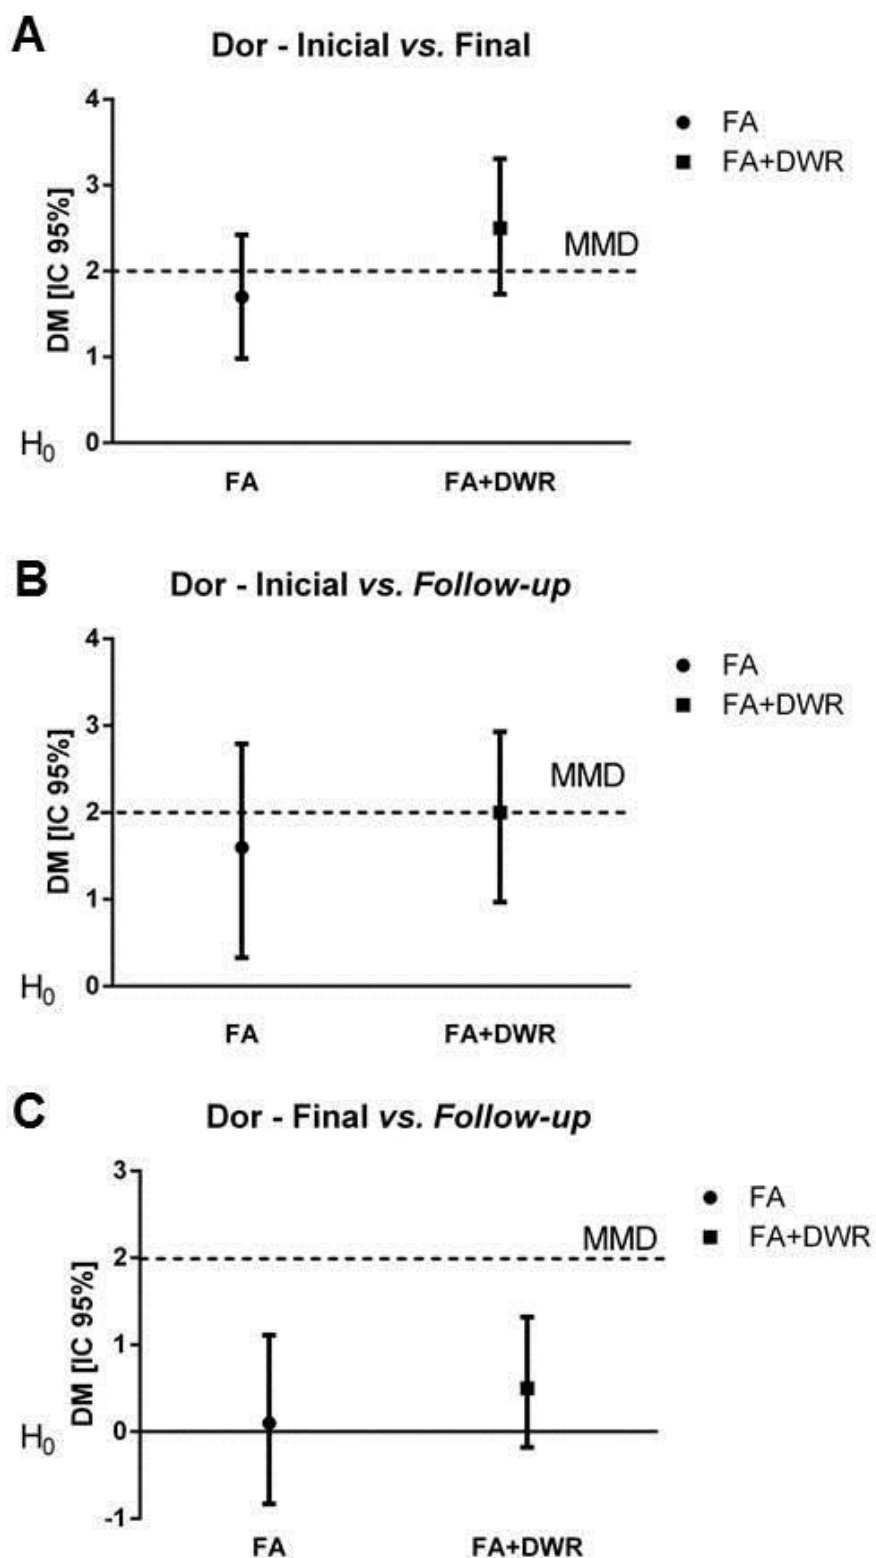 A
Dor - Inicial vs. Final
4
3
2
1
0
DM [IC 95%]
H0
MMD
FA
FA+DWR
FA
FA+DWR
B
Dor - Inicial vs. Follow-up
4
3
2
1
0
DM [IC 95%]
H0
MMD
FA
FA+DWR
FA
FA+DWR
C
Dor - Final vs. Follow-up
3
2
1
0
-1
DM [IC 95%]
H0
MMD
FA
FA+DWR
FA
FA+DWR